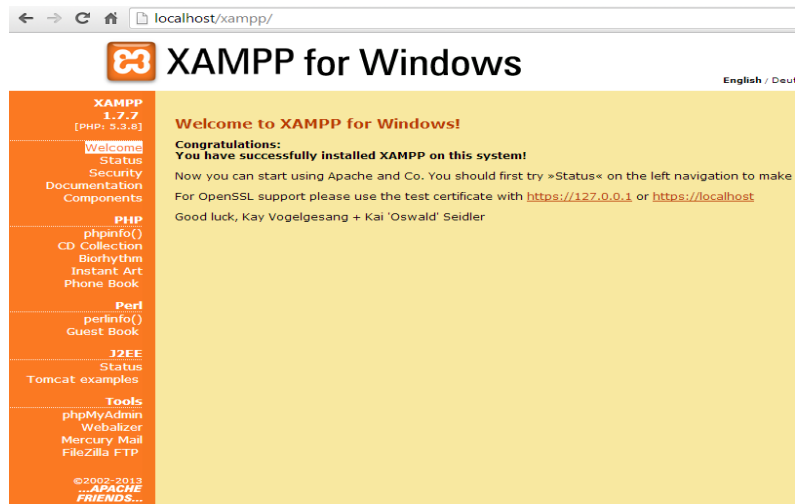 localhost/xampp/
XAMPP for Windows
English / Deut
XAMPP
1.7.7
[PHP: 5.3.8]
Welcome
Status
Security
Documentation
Components
PHP
phpinfo()
CD Collection
Biorhythm
Instant Art
Phone Book
Perl
perlinfo()
Guest Book
J2EE
Status
Tomcat examples
Tools
phpMyAdmin
Webalizer
Mercury Mail
FileZilla FTP
©2002-2013
...APACHE
FRIENDS...
Welcome to XAMPP for Windows!
Congratulations:
You have successfully installed XAMPP on this system!
Now you can start using Apache and Co. You should first try »Status« on the left navigation to make
For OpenSSL support please use the test certificate with https://127.0.0.1 or https://localhost
Good luck, Kay Vogelgesang + Kai 'Oswald' Seidler